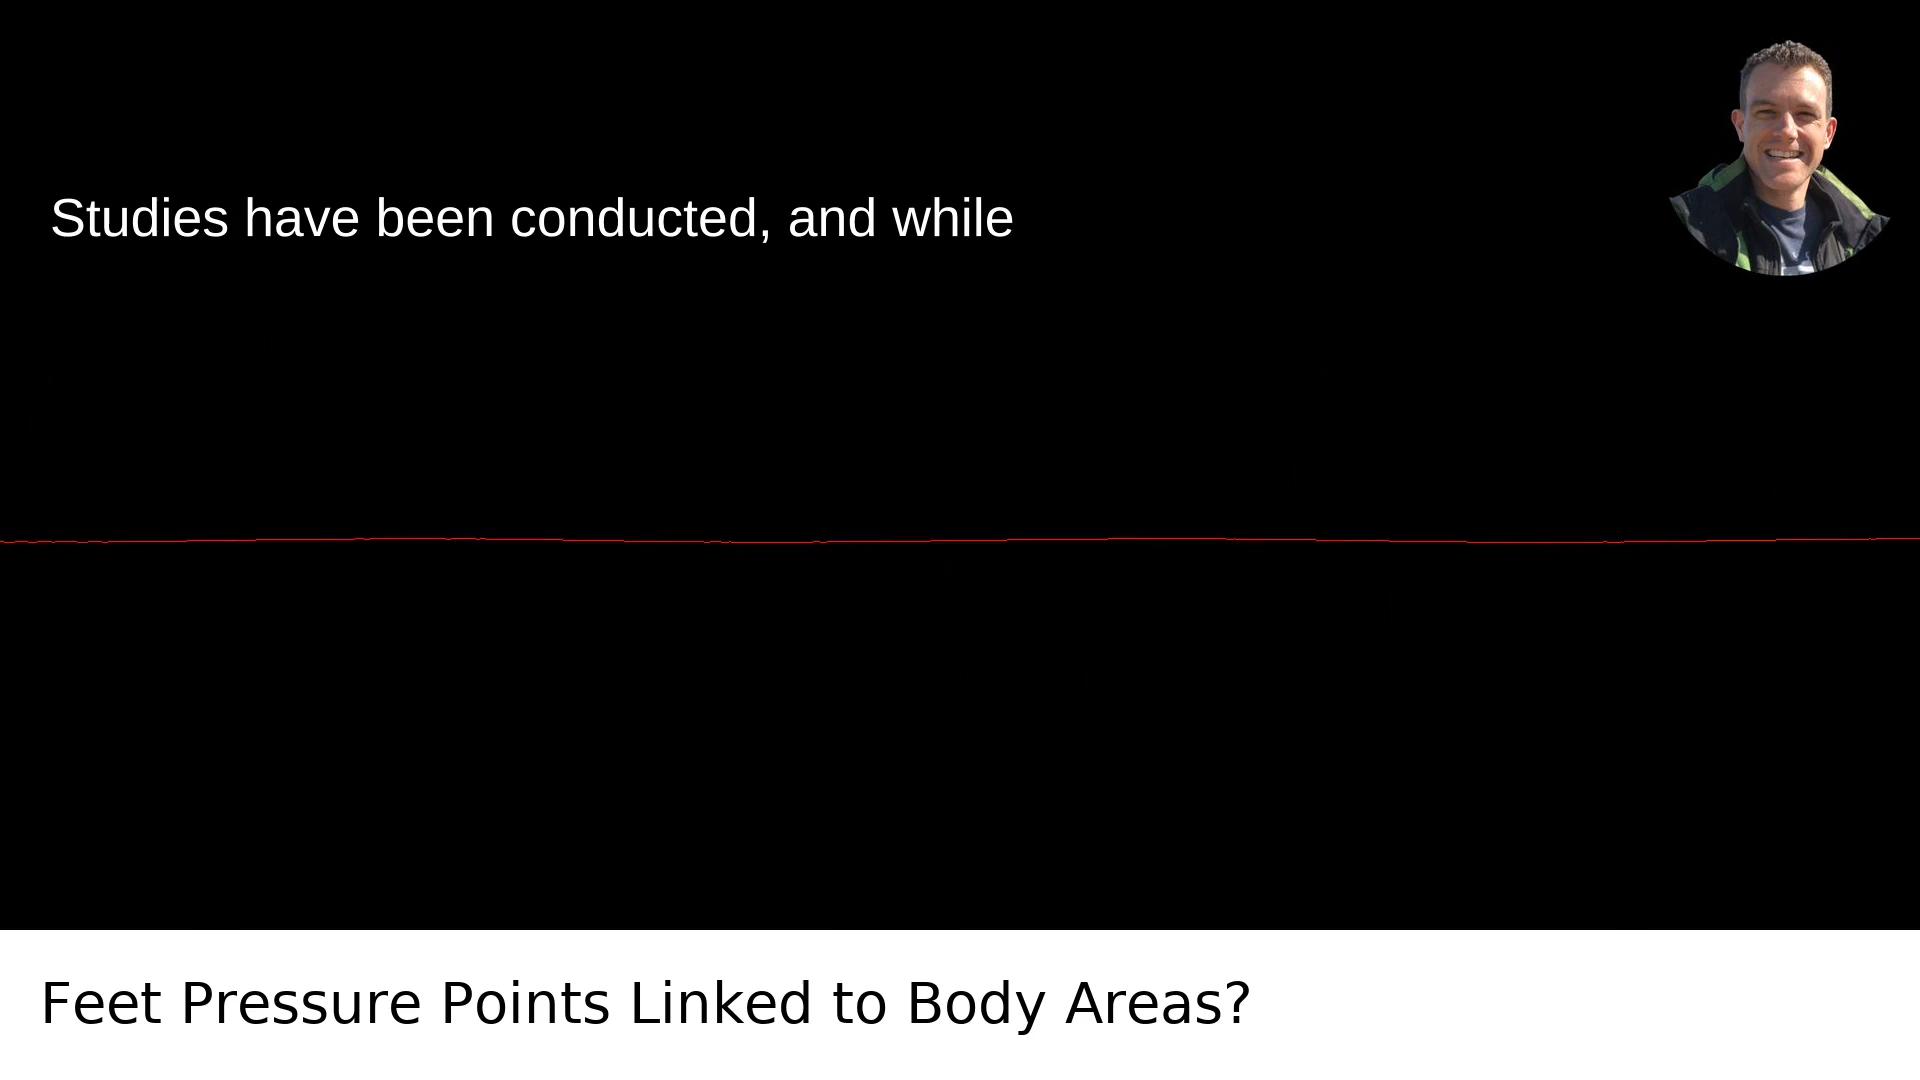 Studies have been conducted, and while
Feet Pressure Points Linked to Body Areas?